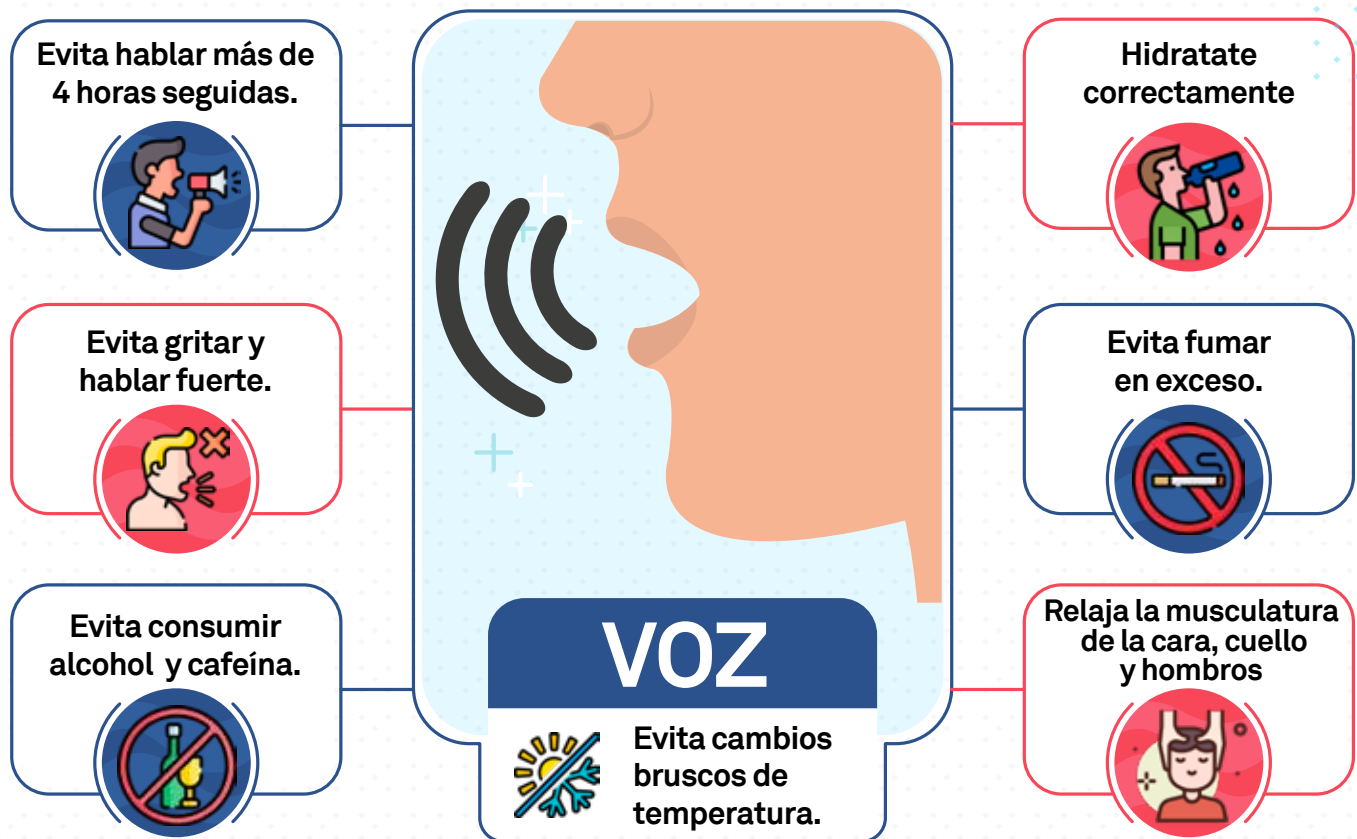 Evita hablar más de
4 horas seguidas.
Evita gritar y
hablar fuerte.
Evita consumir
alcohol y cafeína.
VOZ
Evita cambios
bruscos de
temperatura.
Hidratate
correctamente
Evita fumar
en exceso.
Relaja la musculatura
de la cara, cuello
y hombros